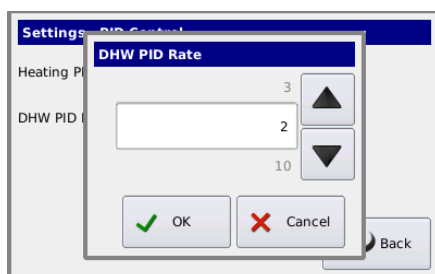 Settings - PID Control
DHW PID Rate
Heating PI
3
DHW PID
2
10
OK
Cancel
Back